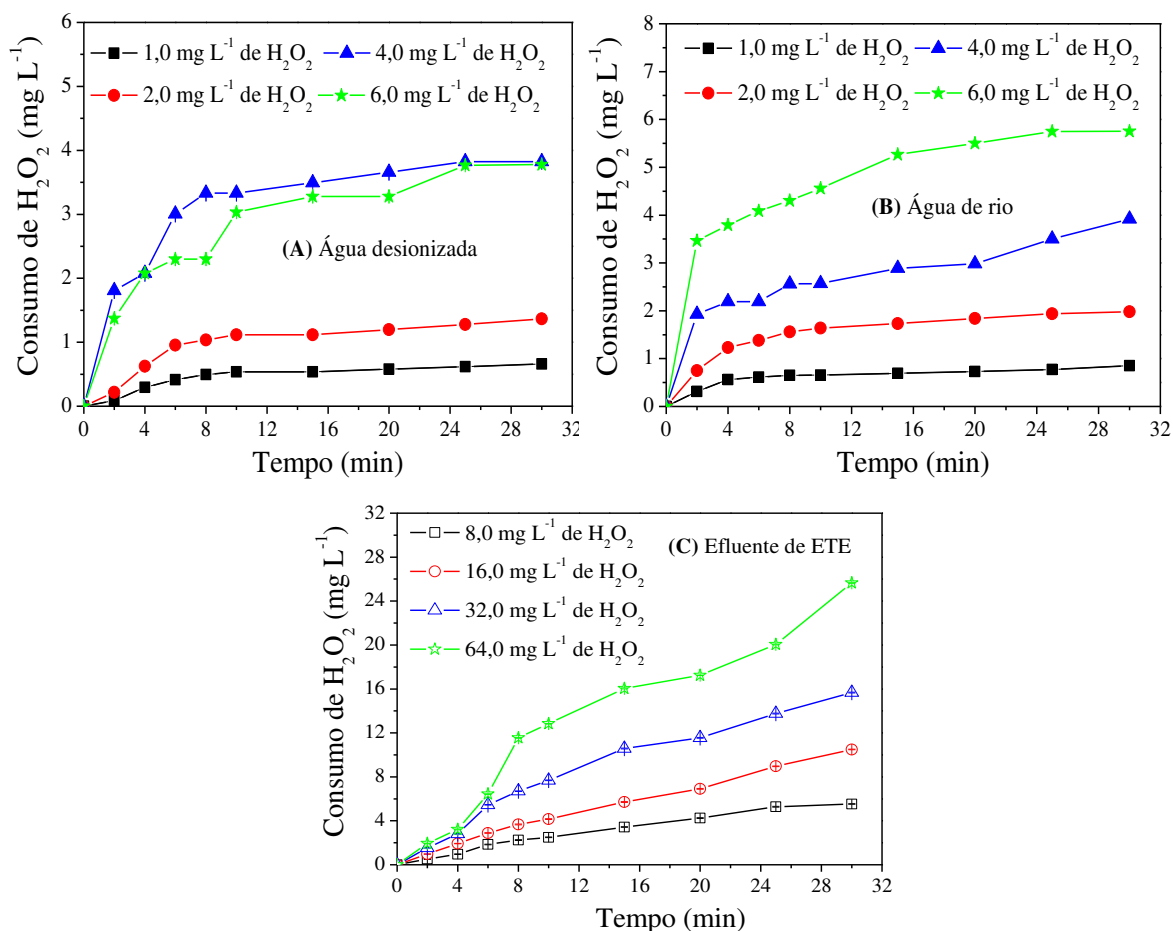 Consumo de H₂O₂ (mg L⁻¹)
6
5
4
3
2
1
0
1,0 mg L⁻¹ de H₂O₂
4,0 mg L⁻¹ de H₂O₂
2,0 mg L⁻¹ de H₂O₂
6,0 mg L⁻¹ de H₂O₂
(A) Água desionizada
0 4 8 12 16 20 24 28 32
Tempo (min)
Consumo de H₂O₂ (mg L⁻¹)
8
7
6
5
4
3
2
1
0
1,0 mg L⁻¹ de H₂O₂
4,0 mg L⁻¹ de H₂O₂
2,0 mg L⁻¹ de H₂O₂
6,0 mg L⁻¹ de H₂O₂
(B) Água de rio
0 4 8 12 16 20 24 28 32
Tempo (min)
Consumo de H₂O₂ (mg L⁻¹)
32
28
24
20
16
12
8
4
0
8,0 mg L⁻¹ de H₂O₂
16,0 mg L⁻¹ de H₂O₂
32,0 mg L⁻¹ de H₂O₂
64,0 mg L⁻¹ de H₂O₂
(C) Efluente de ETE
0 4 8 12 16 20 24 28 32
Tempo (min)